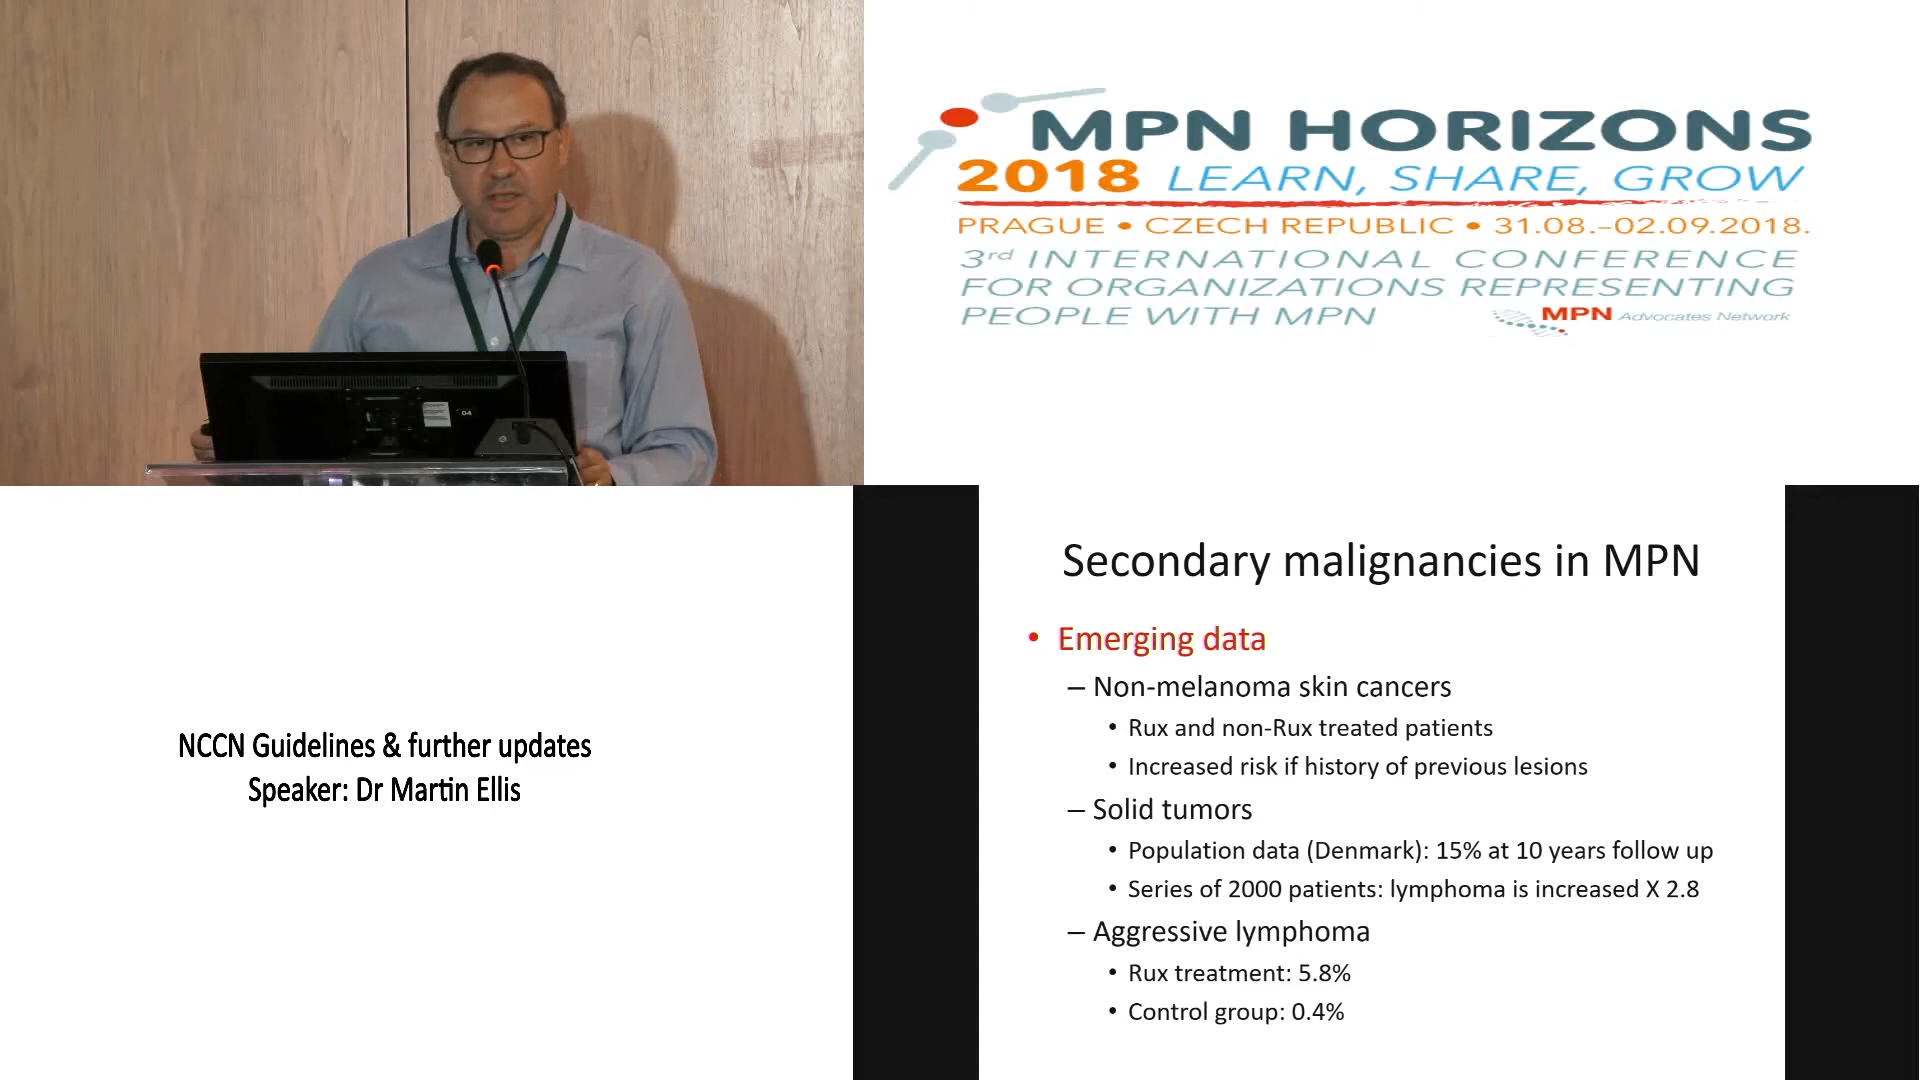 MPN HORIZONS
2018 LEARN, SHARE, GROW
PRAGUE • CZECH REPUBLIC • 31.08.–02.09.2018.
3rd INTERNATIONAL CONFERENCE
FOR ORGANIZATIONS REPRESENTING
PEOPLE WITH MPN
MPN Advocates Network
04
NCCN Guidelines & further updates
Speaker: Dr Martin Ellis
Secondary malignancies in MPN
• Emerging data
– Non-melanoma skin cancers
• Rux and non-Rux treated patients
• Increased risk if history of previous lesions
– Solid tumors
• Population data (Denmark): 15% at 10 years follow up
• Series of 2000 patients: lymphoma is increased X 2.8
– Aggressive lymphoma
• Rux treatment: 5.8%
• Control group: 0.4%